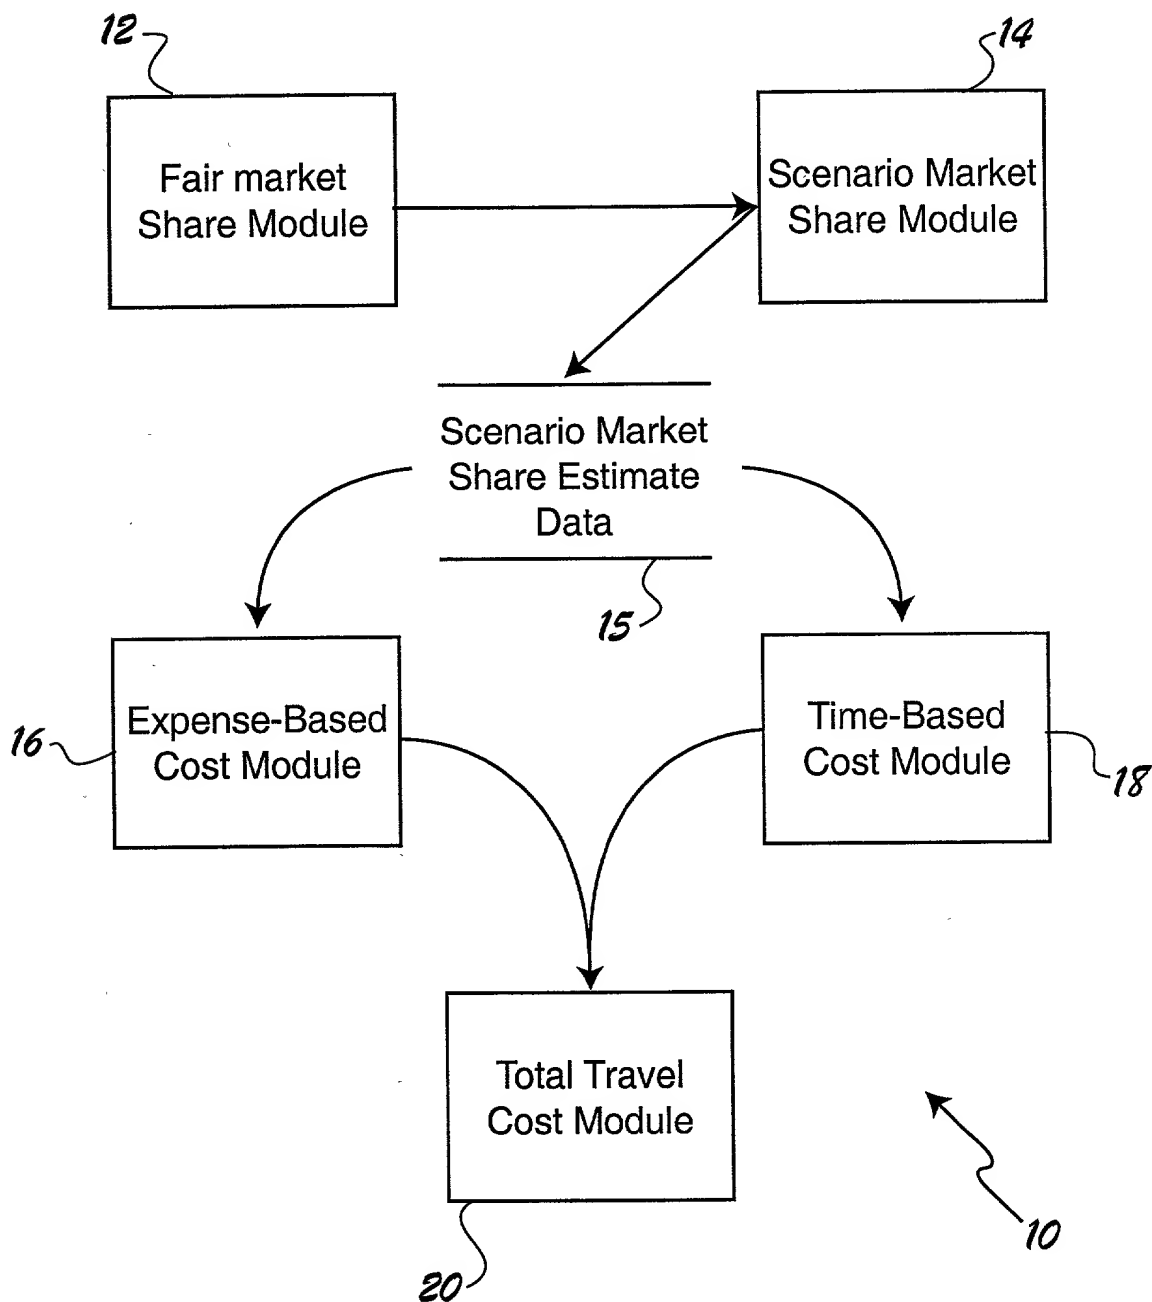 12
14
Fair market
Share Module
Scenario Market
Share Module
Scenario Market
Share Estimate
Data
15
16
Expense-Based
Cost Module
Time-Based
Cost Module
18
Total Travel
Cost Module
10
20